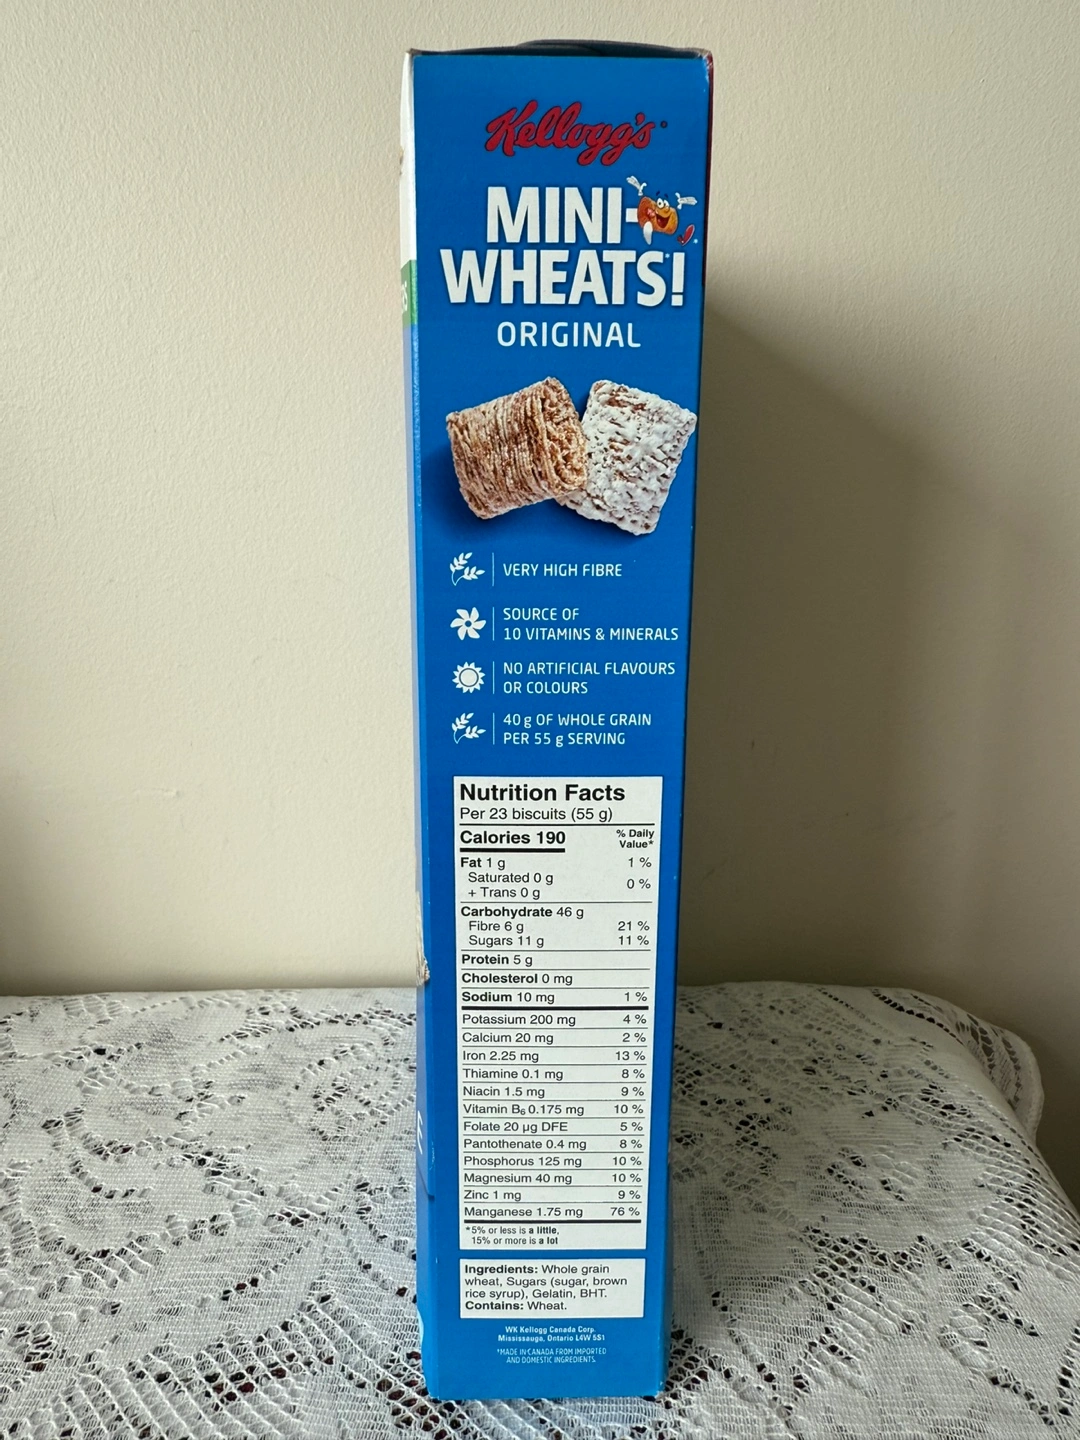 Kellogg's
MINI-
WHEATS!
ORIGINAL
VERY HIGH FIBRE
SOURCE OF
10 VITAMINS & MINERALS
NO ARTIFICIAL FLAVOURS
OR COLOURS
40 g OF WHOLE GRAIN
PER 55 g SERVING
Nutrition Facts
Per 23 biscuits (55 g)
Calories 190
% Daily
Value*
Fat 1 g 1 %
Saturated 0 g
+ Trans 0 g 0 %
Carbohydrate 46 g
Fibre 6 g 21 %
Sugars 11 g 11 %
Protein 5 g
Cholesterol 0 mg
Sodium 10 mg 1 %
Potassium 200 mg 4 %
Calcium 20 mg 2 %
Iron 2.25 mg 13 %
Thiamine 0.1 mg 8 %
Niacin 1.5 mg 9 %
Vitamin B₆ 0.175 mg 10 %
Folate 20 µg DFE 5 %
Pantothenate 0.4 mg 8 %
Phosphorus 125 mg 10 %
Magnesium 40 mg 10 %
Zinc 1 mg 9 %
Manganese 1.75 mg 76 %
*5% or less is a little,
15% or more is a lot
Ingredients: Whole grain
wheat, Sugars (sugar, brown
rice syrup), Gelatin, BHT.
Contains: Wheat.
WK Kellogg Canada Corp.
Mississauga, Ontario L4W 5S1
†MADE IN CANADA FROM IMPORTED
AND DOMESTIC INGREDIENTS.